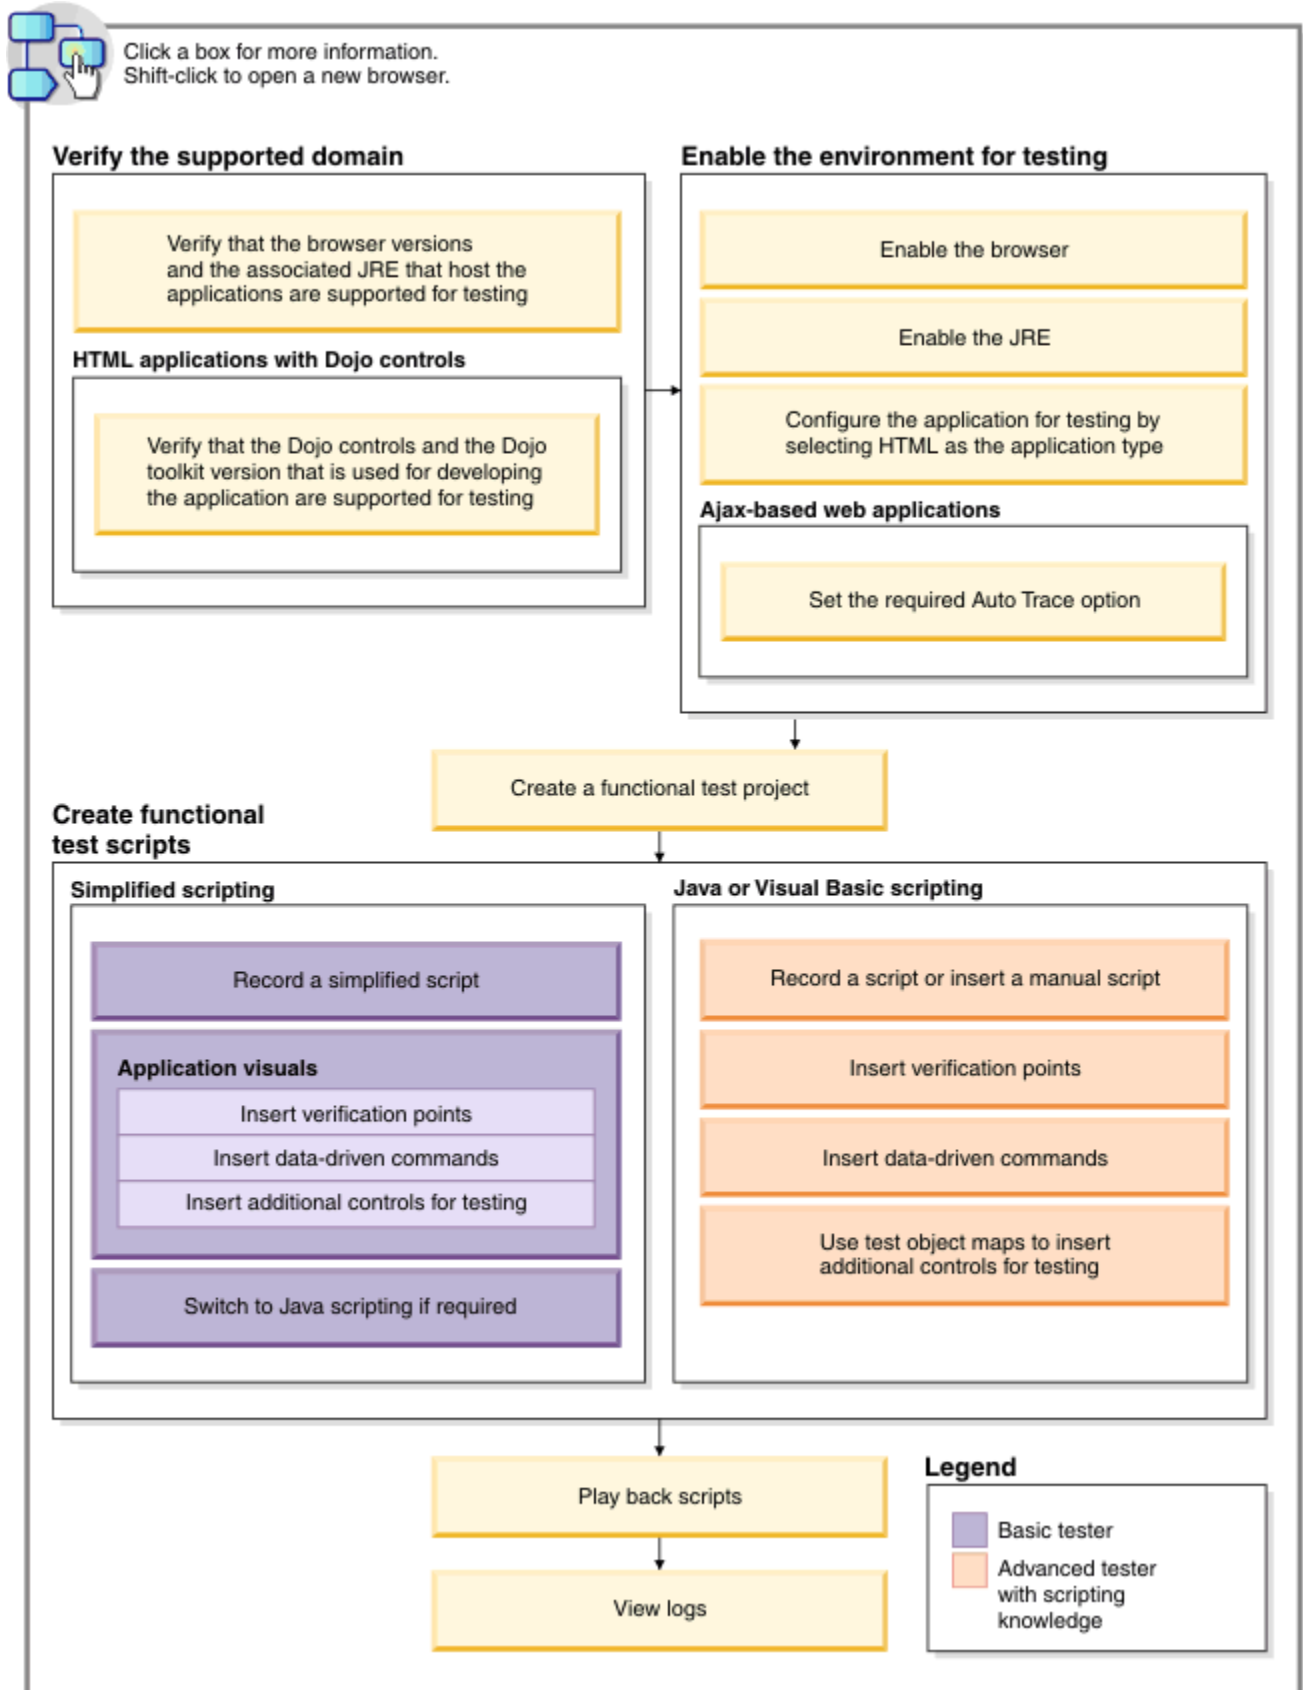 Click a box for more information.
Shift-click to open a new browser.
Verify the supported domain
Verify that the browser versions
and the associated JRE that host the
applications are supported for testing
HTML applications with Dojo controls
Verify that the Dojo controls and the Dojo
toolkit version that is used for developing
the application are supported for testing
Enable the environment for testing
Enable the browser
Enable the JRE
Configure the application for testing by
selecting HTML as the application type
Ajax-based web applications
Set the required Auto Trace option
Create a functional test project
Create functional
test scripts
Simplified scripting
Record a simplified script
Application visuals
Insert verification points
Insert data-driven commands
Insert additional controls for testing
Switch to Java scripting if required
Java or Visual Basic scripting
Record a script or insert a manual script
Insert verification points
Insert data-driven commands
Use test object maps to insert
additional controls for testing
Play back scripts
View logs
Legend
Basic tester
Advanced tester
with scripting
knowledge